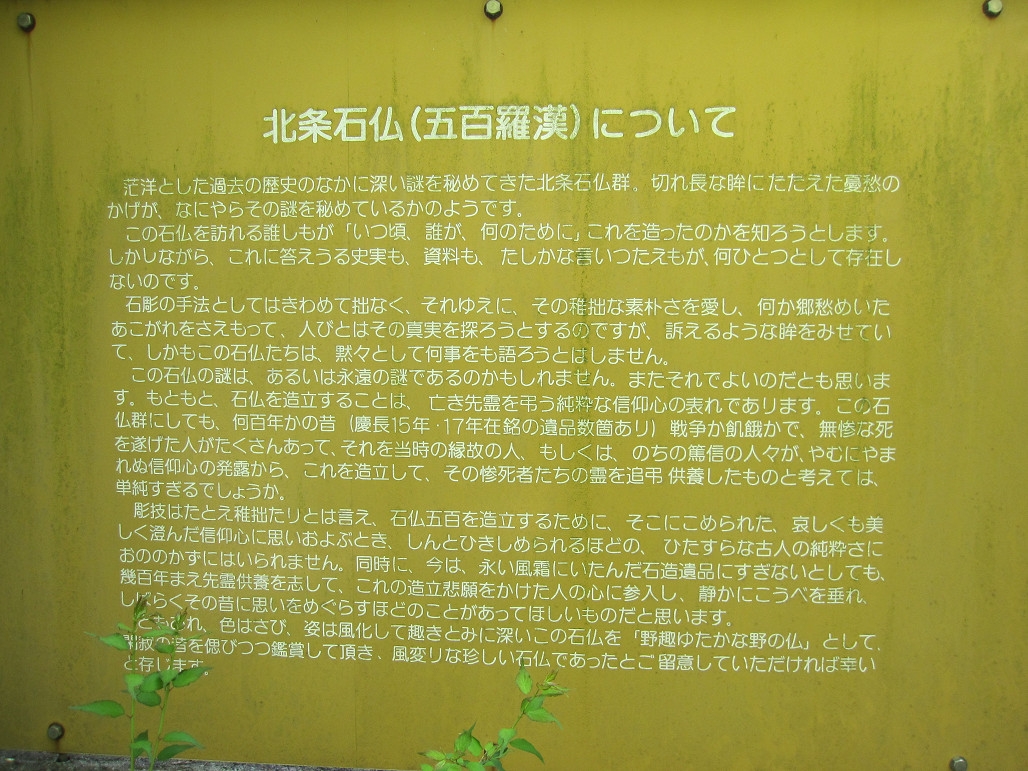 北条石仏(五百羅漢)について
茫洋とした過去の歴史のなかに深い謎を秘めてきた北条石仏群。切れ長な眸にたたえた憂愁の
かげが、なにやらその謎を秘めているかのようです。
この石仏を訪れる誰しもが「いつ頃、誰が、何のために」これを造ったのかを知ろうとします。
しかしながら、これに答えうる史実も、資料も、たしかな言いつたえもが、何ひとつとして存在し
ないのです。
石彫の手法としてはきわめて拙なく、それゆえに、その稚拙な素朴さを愛し、何か郷愁めいた
あこがれをさえもって、人びとはその真実を探ろうとするのですが、訴えるような眸をみせてい
て、しかもこの石仏たちは、黙々として何事をも語ろうとはしません。
この石仏の謎は、あるいは永遠の謎であるのかもしれません。またそれでよいのだとも思いま
す。もともと、石仏を造立することは、亡き先霊を弔う純粋な信仰心の表れであります。この石
仏群にしても、何百年かの昔(慶長15年・17年在銘の遺品数箇あり)戦争か飢餓かで、無惨な死
を遂げた人がたくさんあって、それを当時の縁故の人、もしくは、のちの篤信の人々が、やむにやま
れぬ信仰心の発露から、これを造立して、その惨死者たちの霊を追弔供養したものと考えては、
単純すぎるでしょうか。
彫技はたとえ稚拙たりとは言え、石仏五百を造立するために、そこにこめられた、哀しくも美
しく澄んだ信仰心に思いおよぶとき、しんとひきしめられるほどの、ひたすらな古人の純粋さに
おののかずにはいられません。同時に、今は、永い風霜にいたんだ石造遺品にすぎないとしても、
幾百年まえ先霊供養を志して、これの造立悲願をかけた人の心に参入し、静かにこうべを垂れ、
しばらくその昔に思いをめぐらすほどのことがあってほしいものだと思います。
ともあれ、色はさび、姿は風化して趣きとみに深いこの石仏を「野趣ゆたかな野の仏」として、
寂の音を偲びつつ鑑賞して頂き、風変りな珍しい石仏であったとご留意していただければ幸い
と存じます。